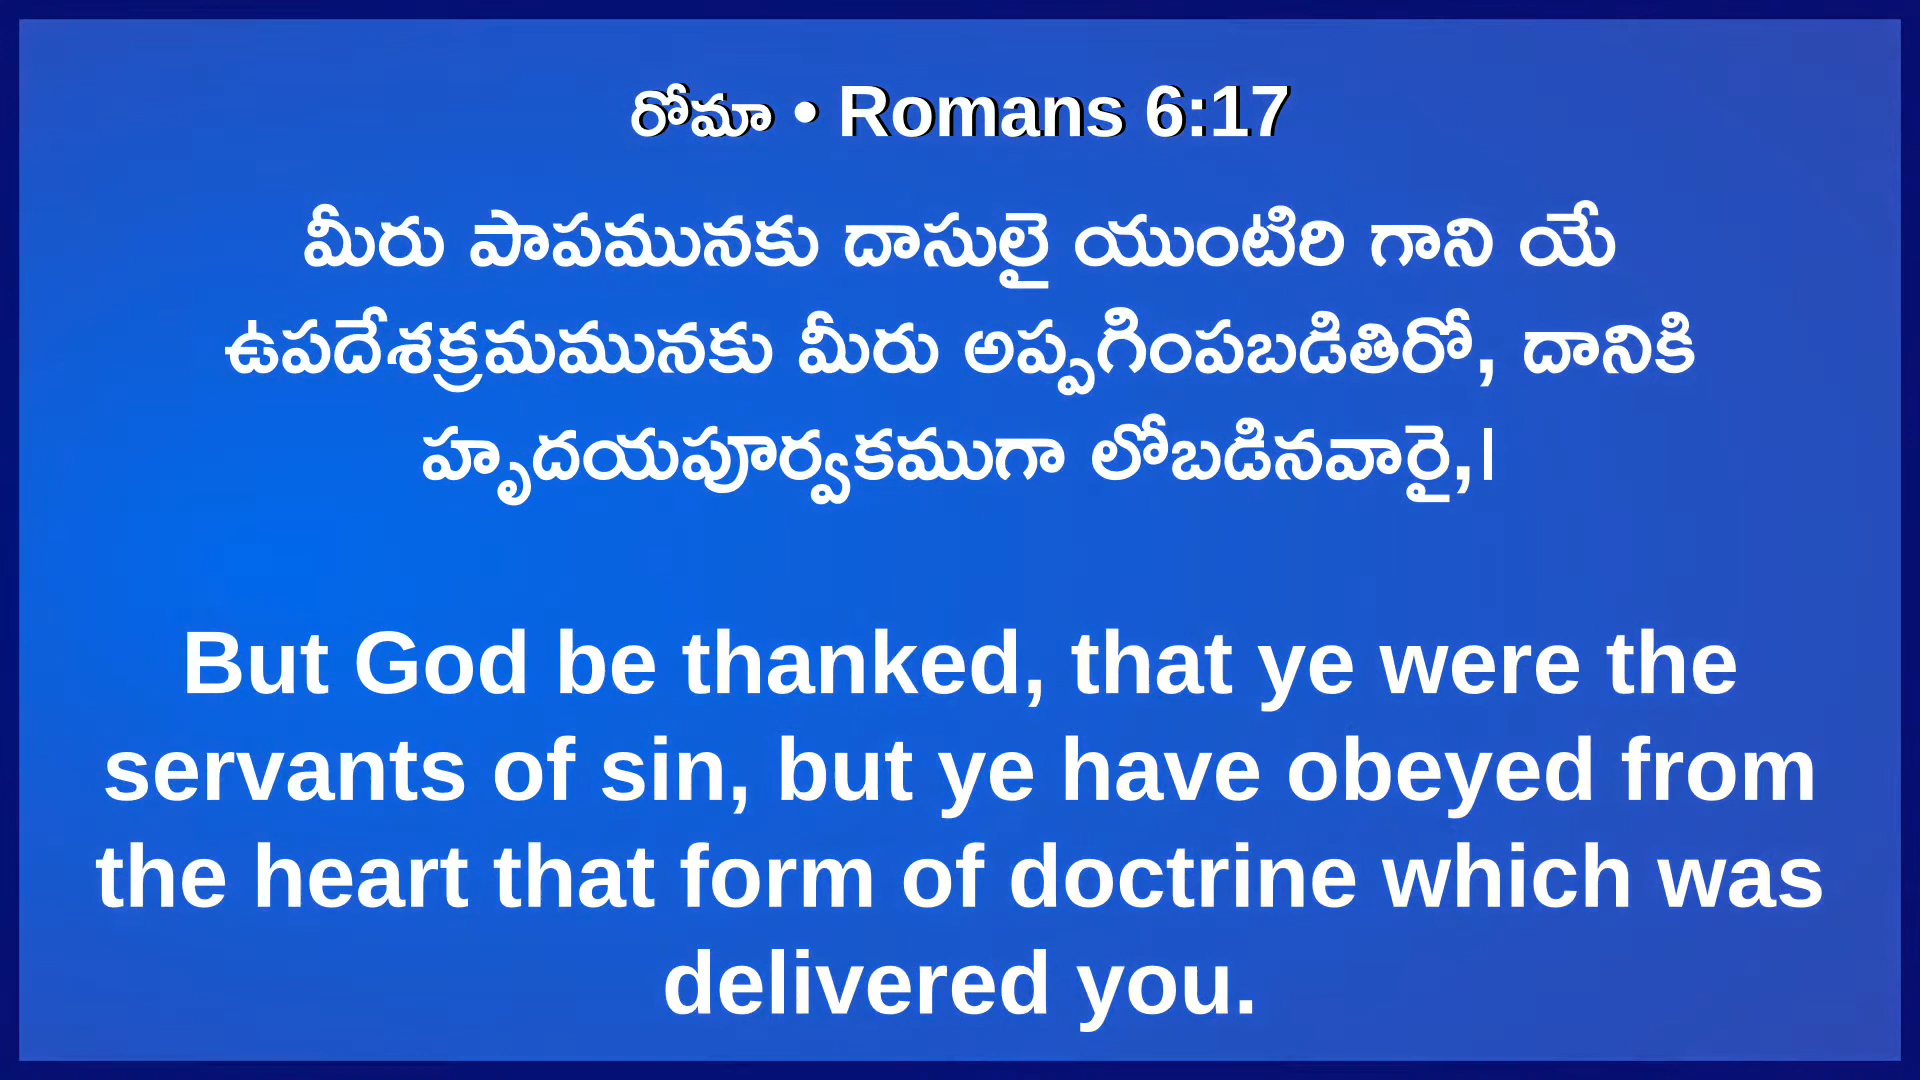 రోమా • Romans 6:17
మీరు పాపమునకు దాసులై యుంటిరి గాని యే
ఉపదేశక్రమమునకు మీరు అప్పగింపబడితిరో, దానికి
హృదయపూర్వకముగా లోబడినవారై,।
But God be thanked, that ye were the
servants of sin, but ye have obeyed from
the heart that form of doctrine which was
delivered you.